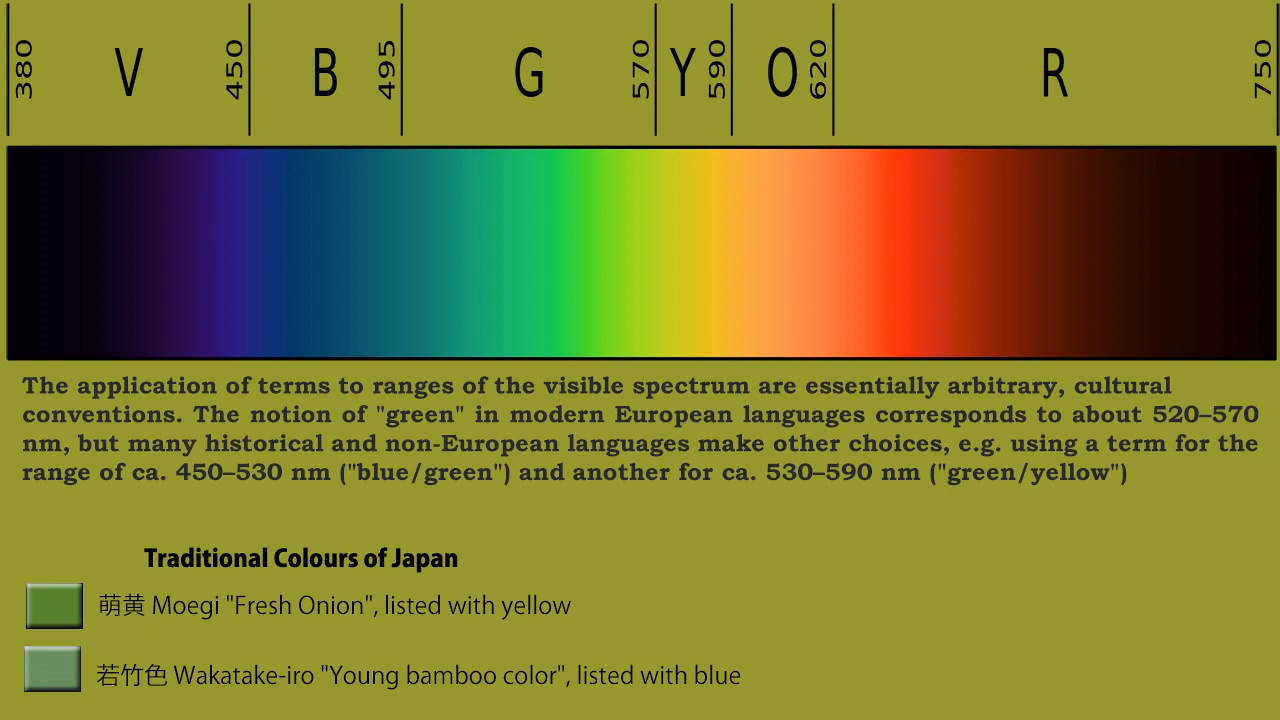 380 V 450 B 495 G 570 Y 590 O 620 R 750
The application of terms to ranges of the visible spectrum are essentially arbitrary, cultural
conventions. The notion of "green" in modern European languages corresponds to about 520–570
nm, but many historical and non-European languages make other choices, e.g. using a term for the
range of ca. 450–530 nm ("blue/green") and another for ca. 530–590 nm ("green/yellow")
Traditional Colours of Japan
萌黄 Moegi "Fresh Onion", listed with yellow
若竹色 Wakatake-iro "Young bamboo color", listed with blue